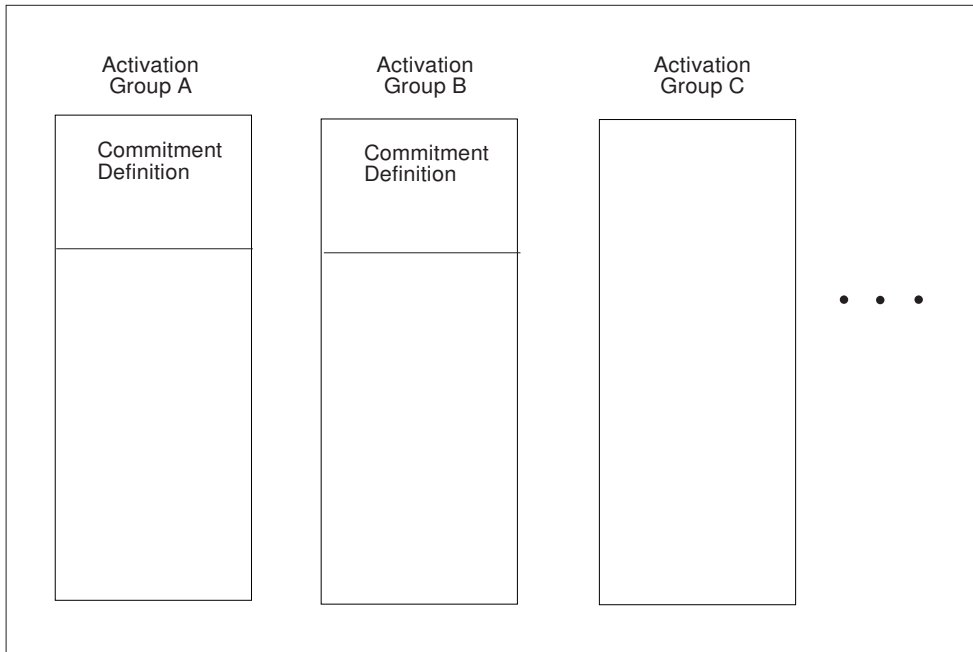 Activation
Group A
Activation
Group B
Activation
Group C
Commitment
Definition
Commitment
Definition